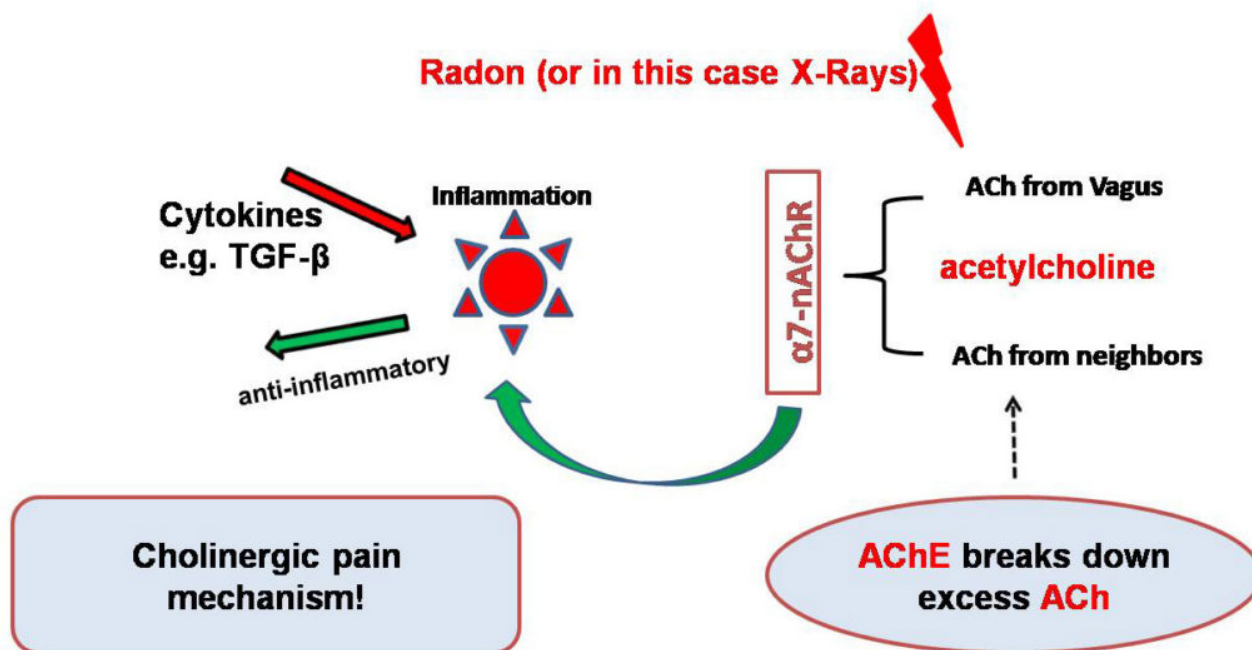 Radon (or in this case X-Rays)
Cytokines
e.g. TGF-β
Inflammation
anti-inflammatory
α7-nAChR
ACh from Vagus
acetylcholine
ACh from neighbors
Cholinergic pain
mechanism!
AChE breaks down
excess ACh